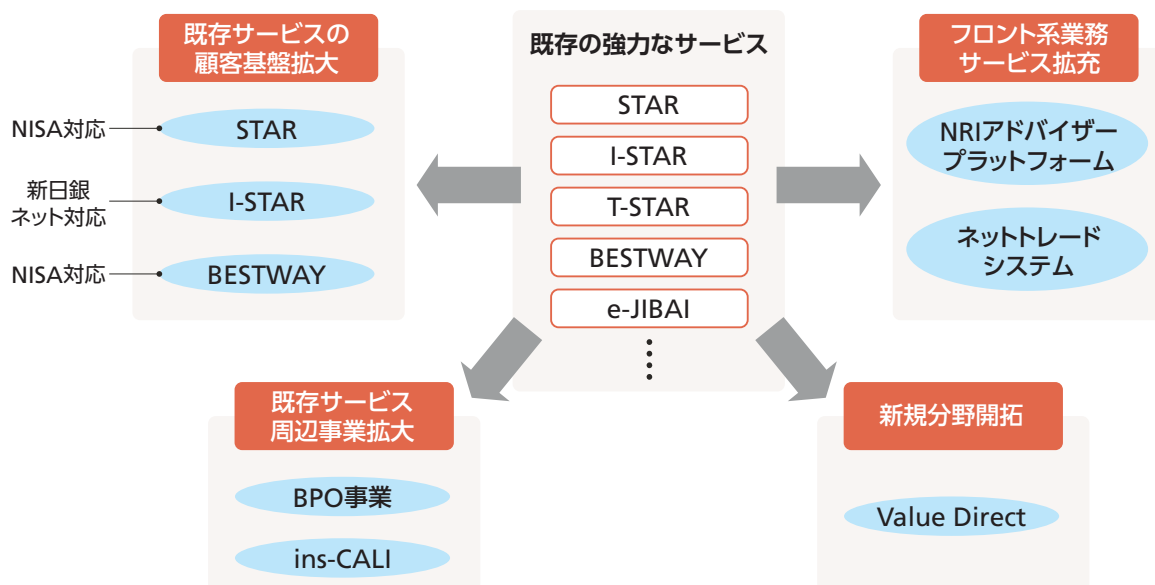 既存サービスの
顧客基盤拡大
NISA対応
STAR
新日銀
ネット対応
I-STAR
NISA対応
BESTWAY
既存の強力なサービス
STAR
I-STAR
T-STAR
BESTWAY
e-JIBAI
フロント系業務
サービス拡充
NRIアドバイザー
プラットフォーム
ネットトレード
システム
既存サービス
周辺事業拡大
BPO事業
ins-CALI
新規分野開拓
Value Direct